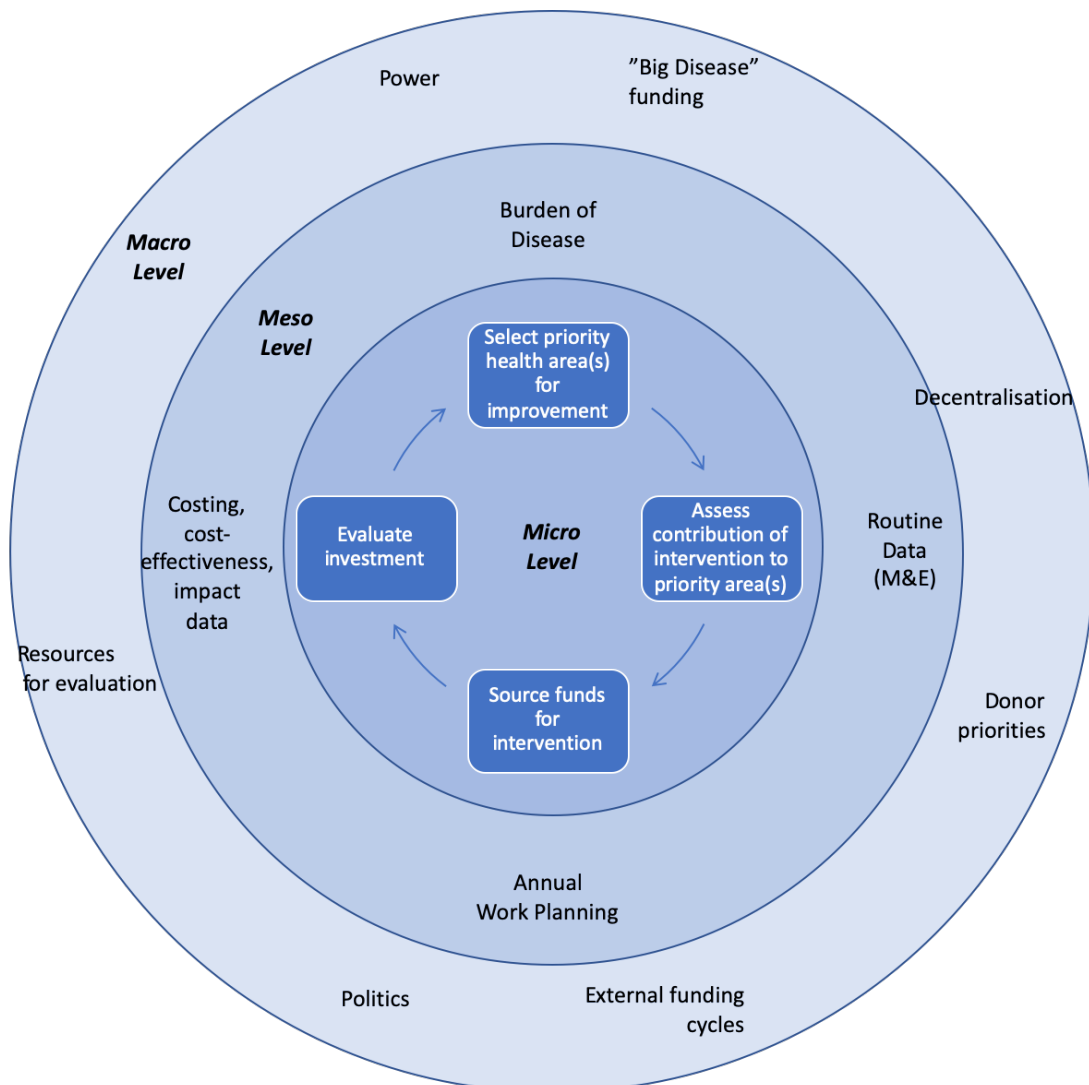 Power
”Big Disease”
funding
Macro
Level
Burden of
Disease
Meso
Level
Select priority
health area(s)
for
improvement
Decentralisation
Costing,
cost-
effectiveness,
impact
data
Evaluate
investment
Micro
Level
Assess
contribution of
intervention to
priority area(s)
Routine
Data
(M&E)
Resources
for evaluation
Source funds
for
intervention
Donor
priorities
Annual
Work Planning
Politics
External funding
cycles